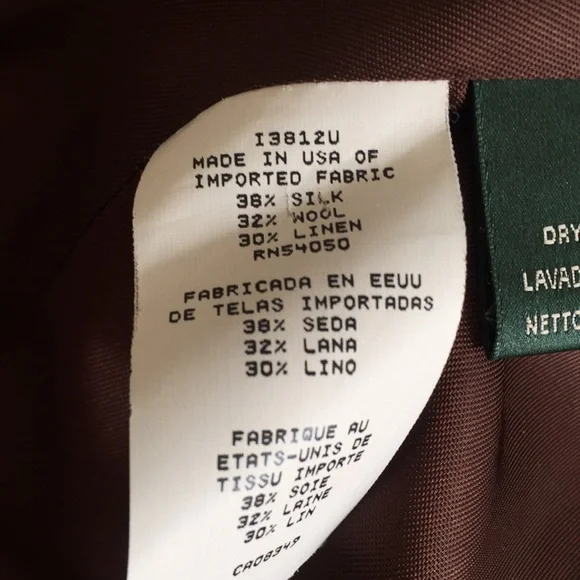 I3812U
MADE IN USA OF
IMPORTED FABRIC
38% SILK
32% WOOL
30% LINEN
RN54050
FABRICADA EN EEUU
DE TELAS IMPORTADAS
38% SEDA
32% LANA
30% LINO
FABRIQUE AU
ETATS-UNIS DE
TISSU IMPORTE
38% SOIE
32% LAINE
30% LIN
CA08349
DRY
LAVAD
NETTO